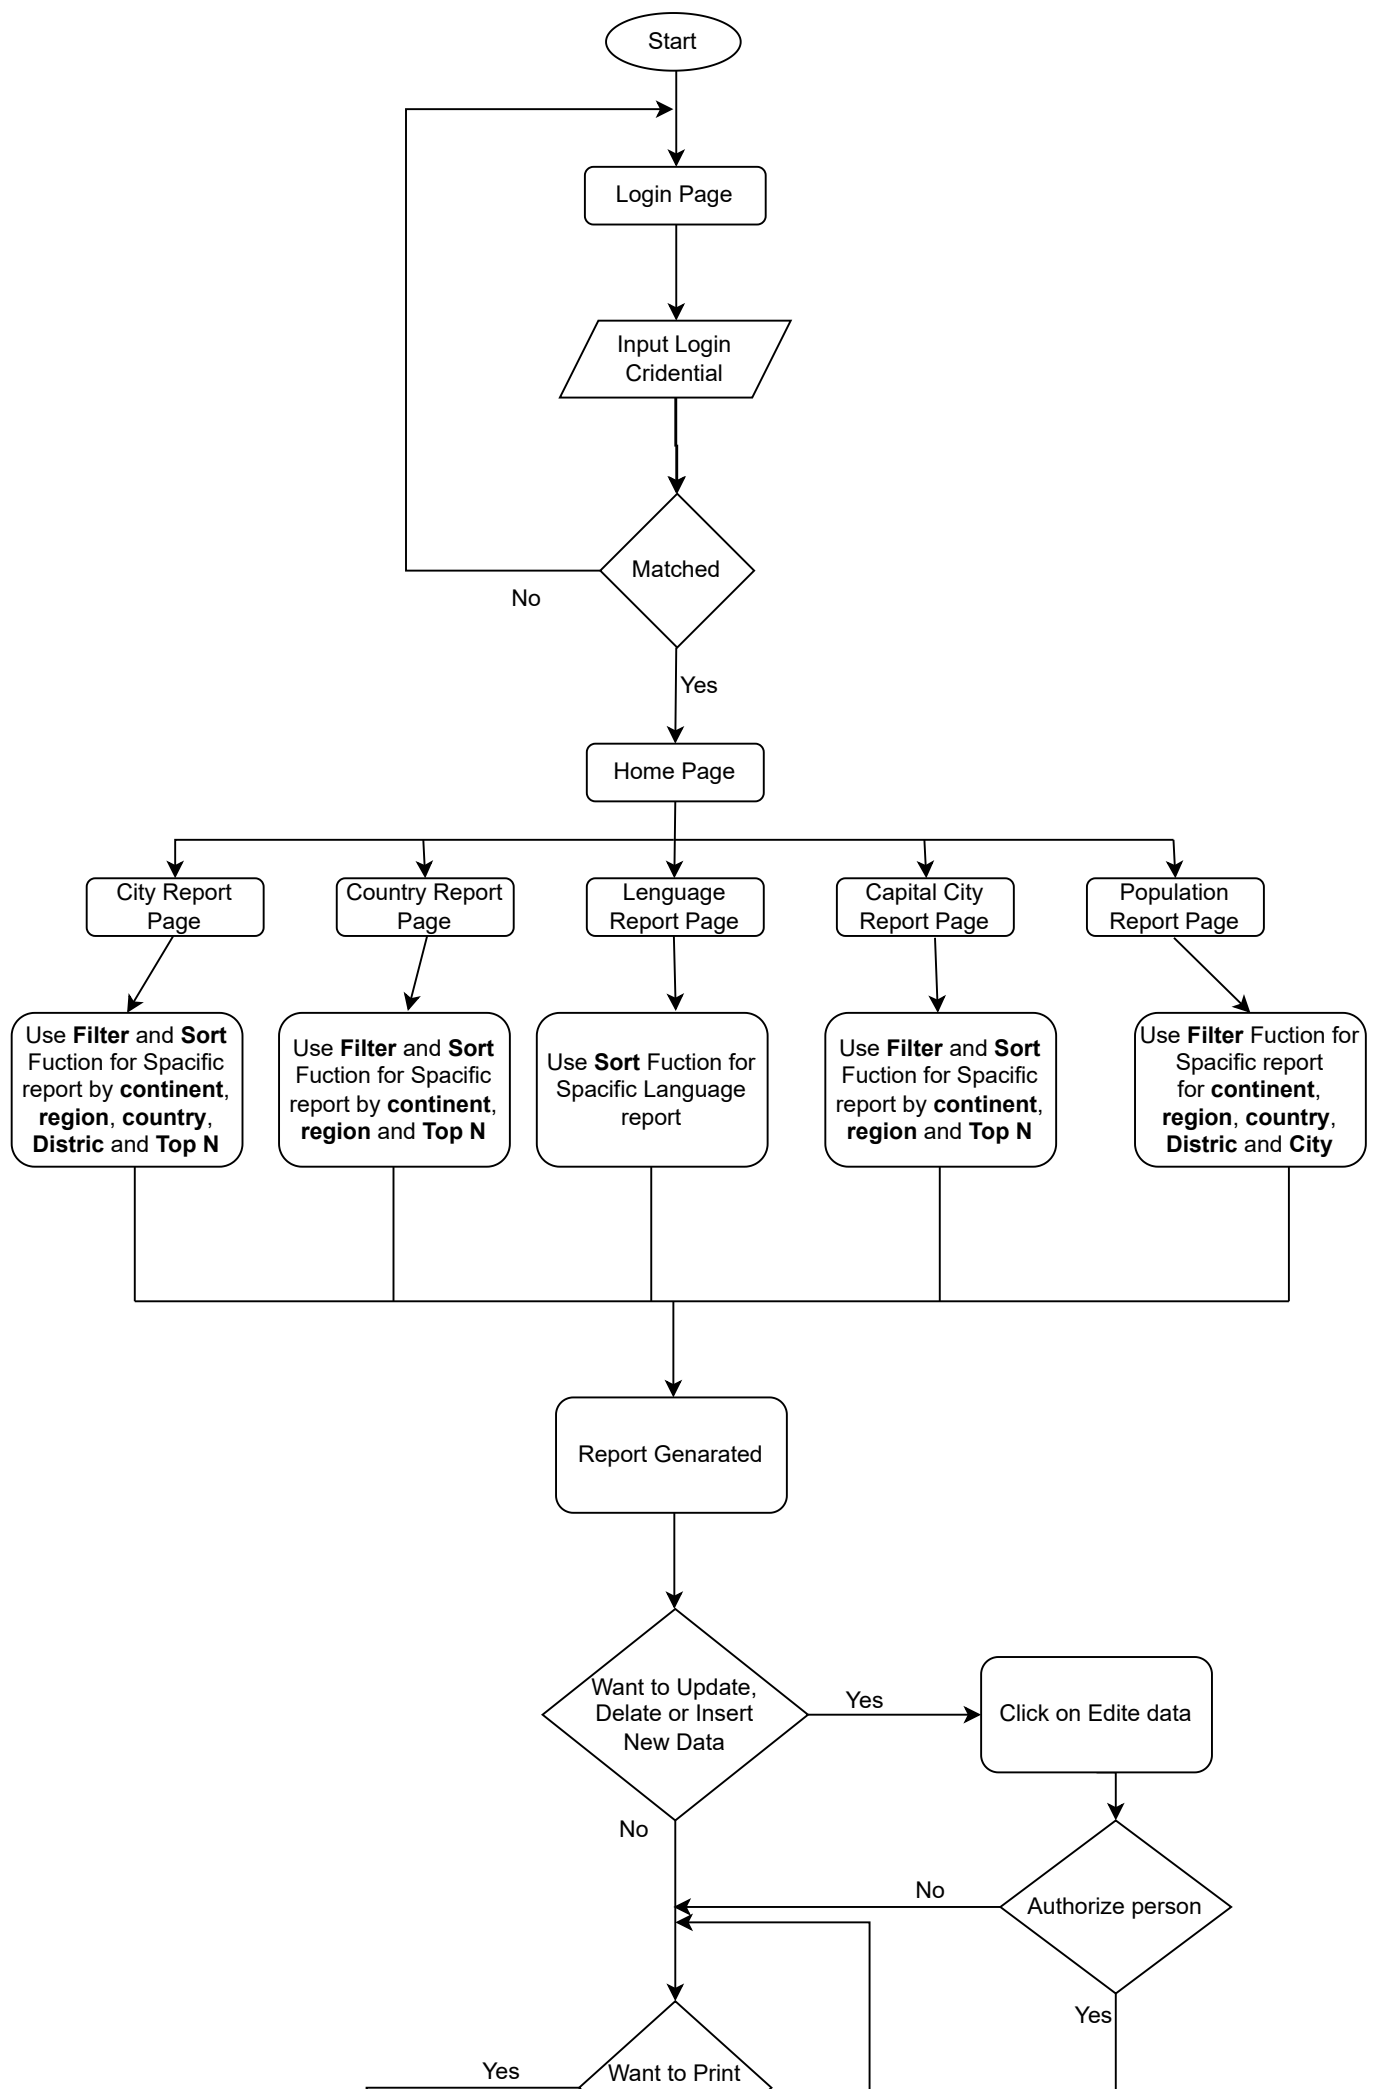 Start
Login Page
Input Login
Cridential
Matched
No
Yes
Home Page
City Report
Page
Country Report
Page
Lenguage
Report Page
Capital City
Report Page
Population
Report Page
Use Filter and Sort
Fuction for Spacific
report by continent,
region, country,
Distric and Top N
Use Filter and Sort
Fuction for Spacific
report by continent,
region and Top N
Use Sort Fuction for
Spacific Language
report
Use Filter and Sort
Fuction for Spacific
report by continent,
region and Top N
Use Filter Fuction for
Spacific report
for continent,
region, country,
Distric and City
Report Genarated
Want to Update,
Delate or Insert
New Data
Yes
Click on Edite data
No
No
Authorize person
Yes
Yes
Want to Print